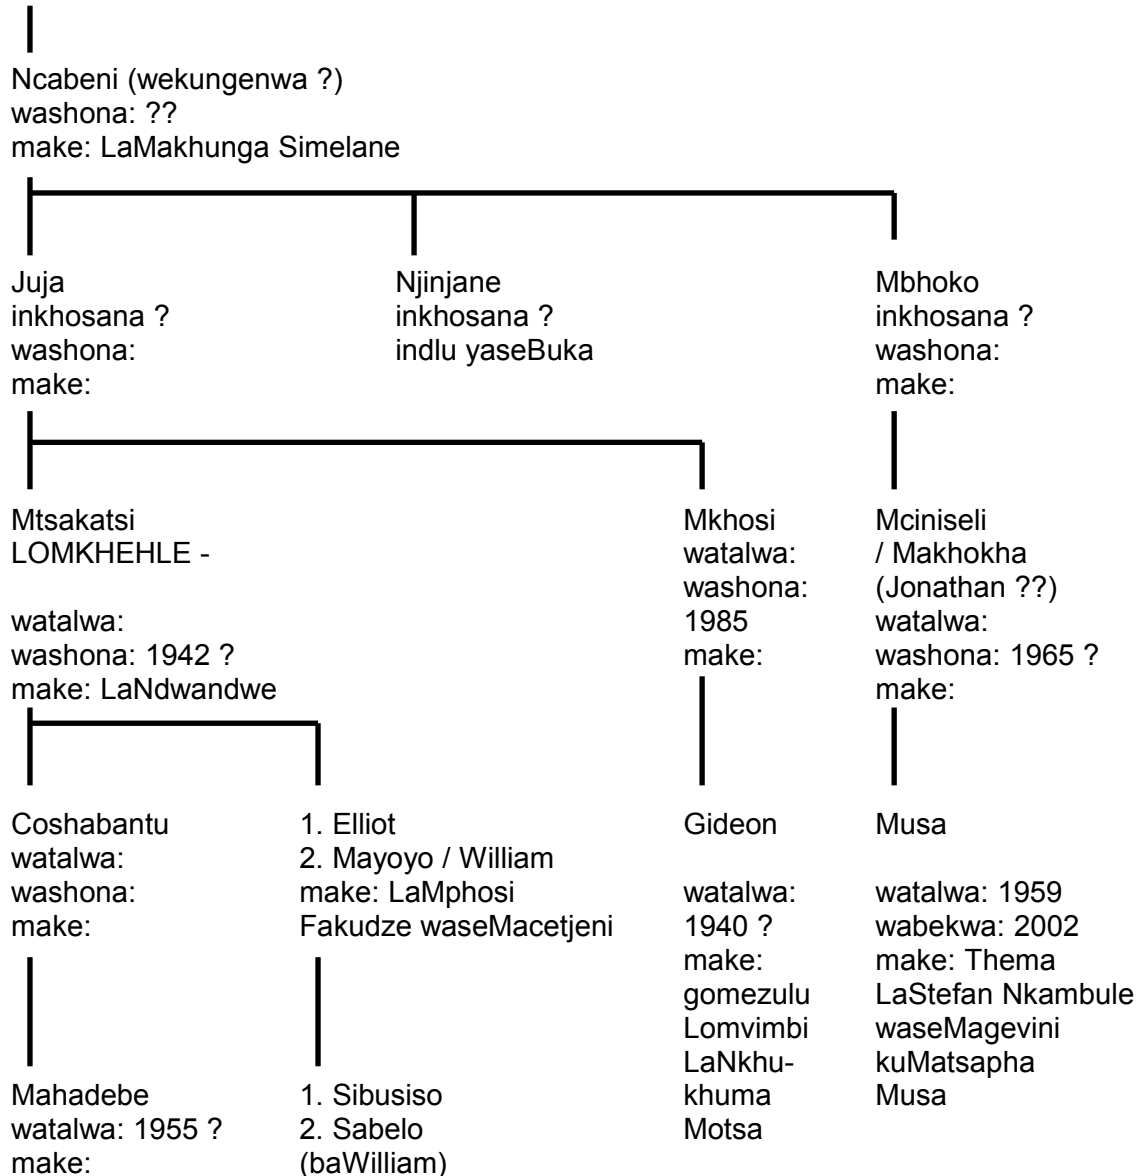 Ncabeni (wekungenwa ?)
washona: ??
make: LaMakhunga Simelane
Juja
inkhosana ?
washona:
make:
Njinjane
inkhosana ?
indlu yaseBuka
Mbhoko
inkhosana ?
washona:
make:
Mtsakatsi
LOMKHEHLE -
watalwa:
washona: 1942 ?
make: LaNdwandwe
Mkhosi
watalwa:
washona:
1985
make:
Mciniseli
/ Makhokha
(Jonathan ??)
watalwa:
washona: 1965 ?
make:
Coshabantu
watalwa:
washona:
make:
1. Elliot
2. Mayoyo / William
make: LaMphosi
Fakudze waseMacetjeni
Gideon
watalwa:
1940 ?
make:
gomezulu
Lomvimbi
LaNkhu-
khuma
Motsa
Musa
watalwa: 1959
wabekwa: 2002
make: Thema
LaStefan Nkambule
waseMagevini
kuMatsapha
Musa
Mahadebe
watalwa: 1955 ?
make:
1. Sibusiso
2. Sabelo
(baWilliam)